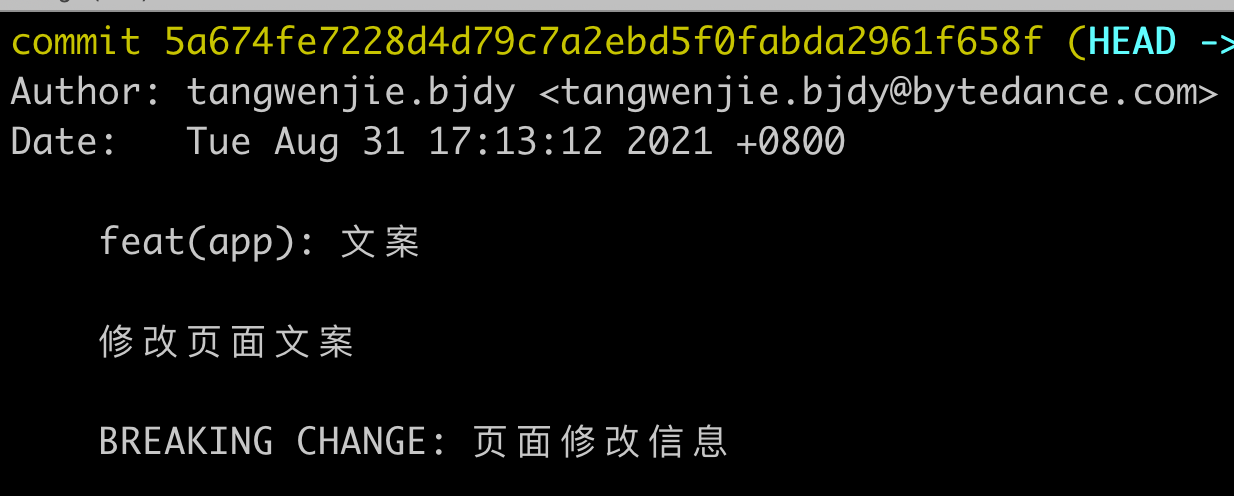 commit 5a674fe7228d4d79c7a2ebd5f0fabda2961f658f (HEAD ->
Author: tangwenjie.bjdy <tangwenjie.bjdy@bytedance.com>
Date:   Tue Aug 31 17:13:12 2021 +0800
feat(app): 文案
修改页面文案
BREAKING CHANGE: 页面修改信息